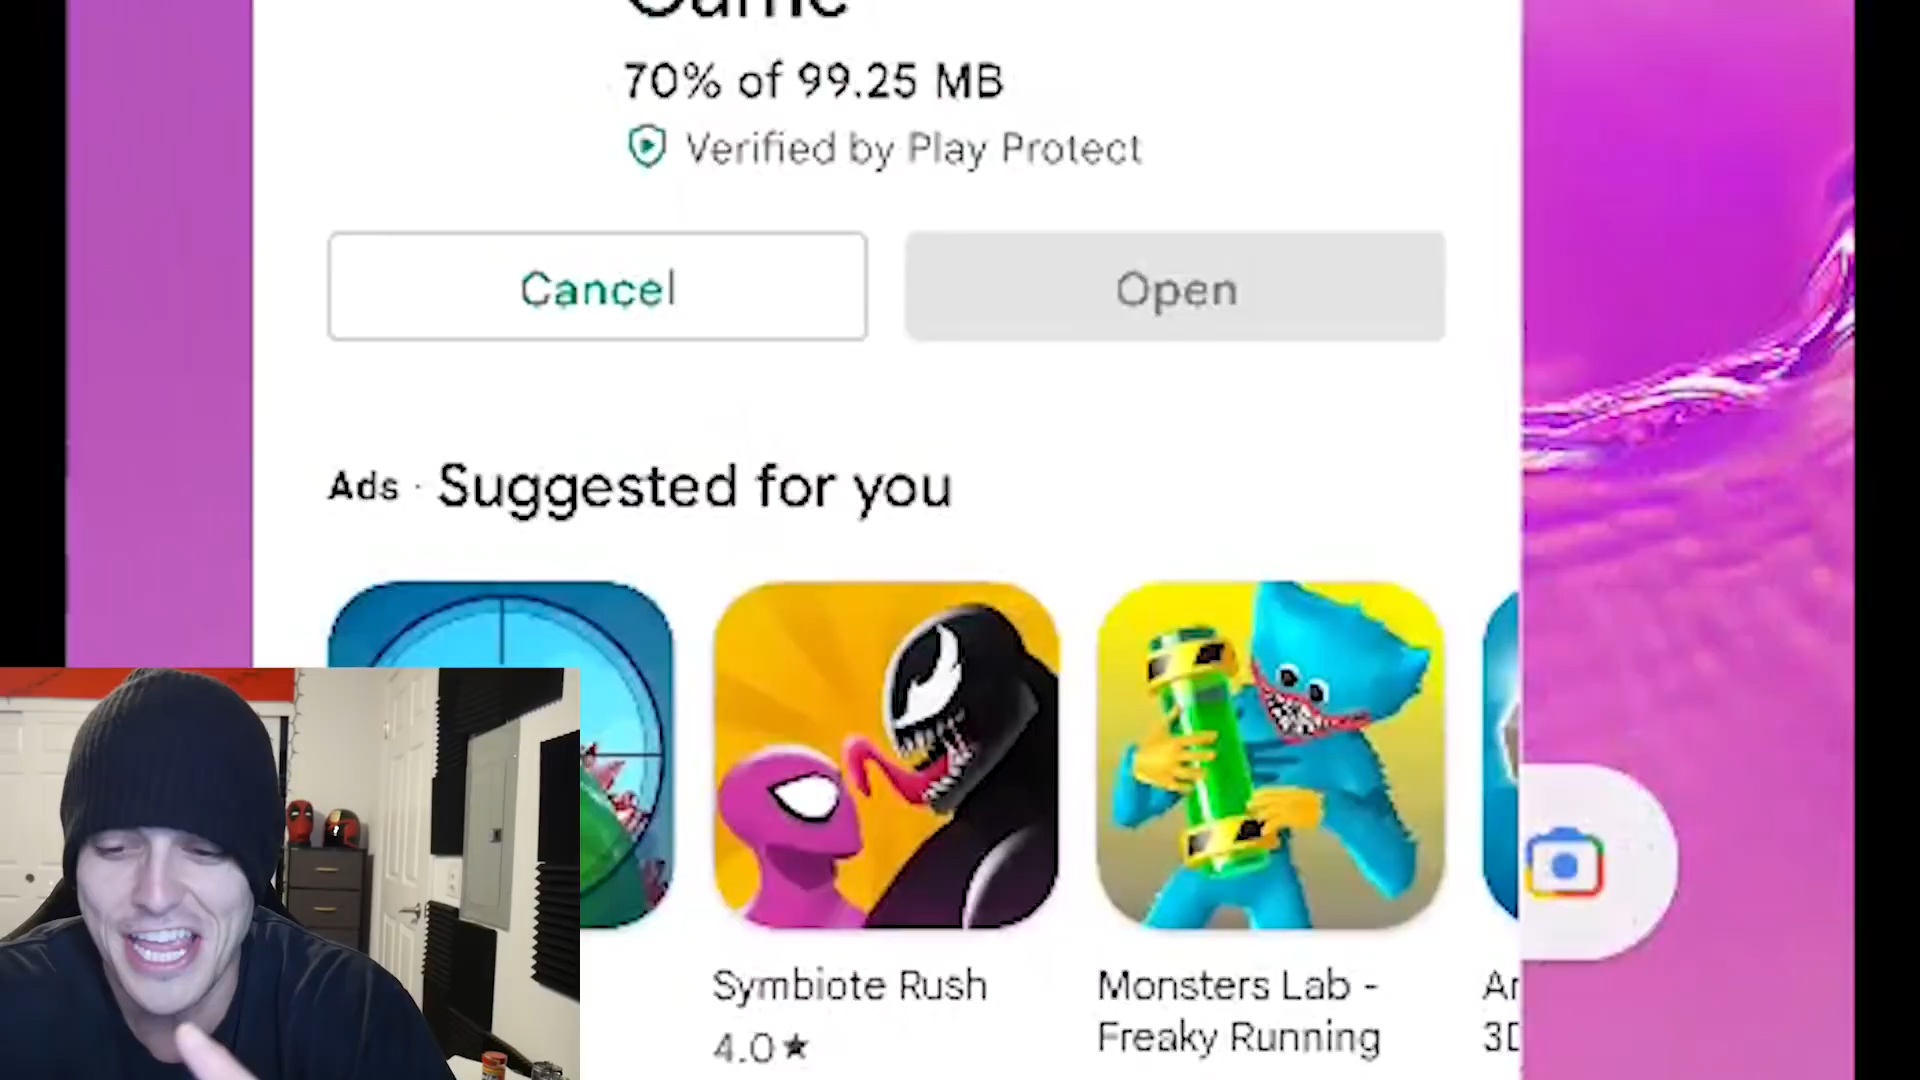 Game
70% of 99.25 MB
Verified by Play Protect
Cancel
Open
Ads · Suggested for you
Symbiote Rush
4.0★
Monsters Lab -
Freaky Running